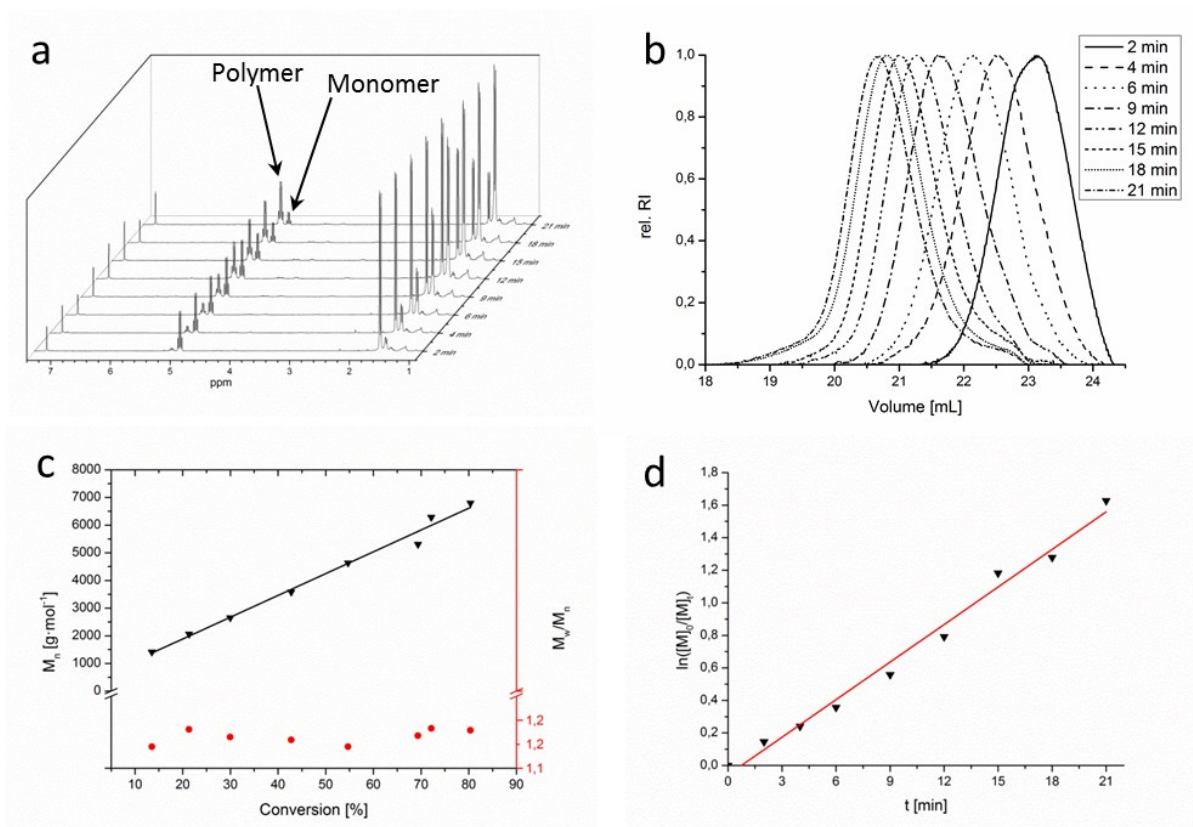 a
Polymer
Monomer
21 min
18 min
15 min
12 min
9 min
6 min
4 min
2 min
7 6 5 4 3 2 1
ppm
b
1,0
0,8
0,6
0,4
0,2
0,0
rel. RI
18 19 20 21 22 23 24
Volume [mL]
2 min
4 min
6 min
9 min
12 min
15 min
18 min
21 min
c
8000
7000
6000
5000
4000
3000
2000
1000
0
Mn [g·mol-1]
1,2
1,2
1,1
Mw/Mn
10 20 30 40 50 60 70 80 90
Conversion [%]
d
1,8
1,6
1,4
1,2
1,0
0,8
0,6
0,4
0,2
0,0
ln([M]0/[M]t)
0 3 6 9 12 15 18 21
t [min]